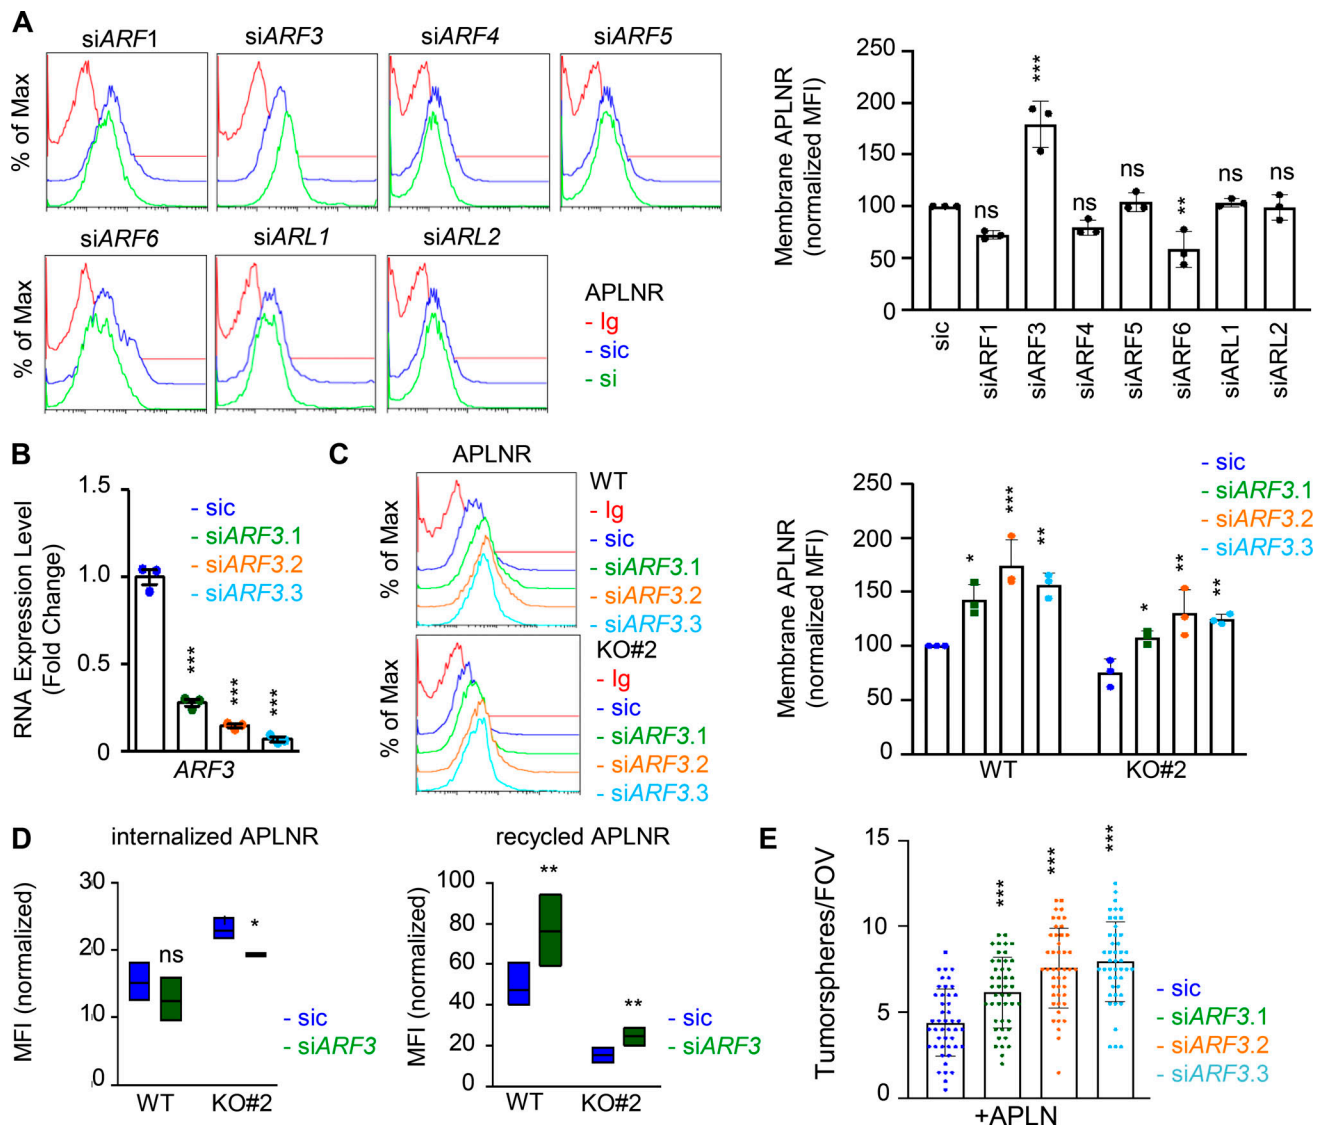 A
siARF1
siARF3
siARF4
siARF5
% of Max
siARF6
siARL1
siARL2
% of Max
APLNR
- Ig
- sic
- si
Membrane APLNR
(normalized MFI)
250
200
150
100
50
0
ns
***
ns
ns
**
ns
ns
sic
siARF1
siARF3
siARF4
siARF5
siARF6
siARL1
siARL2
B
RNA Expression Level
(Fold Change)
1.5
1.0
0.5
0
- sic
- siARF3.1
- siARF3.2
- siARF3.3
***
***
***
ARF3
C
APLNR
% of Max
WT
- Ig
- sic
- siARF3.1
- siARF3.2
- siARF3.3
% of Max
KO#2
- Ig
- sic
- siARF3.1
- siARF3.2
- siARF3.3
Membrane APLNR
(normalized MFI)
250
200
150
100
50
0
- sic
- siARF3.1
- siARF3.2
- siARF3.3
*
***
**
*
**
**
WT
KO#2
D
internalized APLNR
MFI (normalized)
30
20
10
0
ns
*
WT
KO#2
- sic
- siARF3
recycled APLNR
MFI (normalized)
100
80
60
40
20
0
**
**
WT
KO#2
- sic
- siARF3
E
Tumorspheres/FOV
15
10
5
0
***
***
***
+APLN
- sic
- siARF3.1
- siARF3.2
- siARF3.3